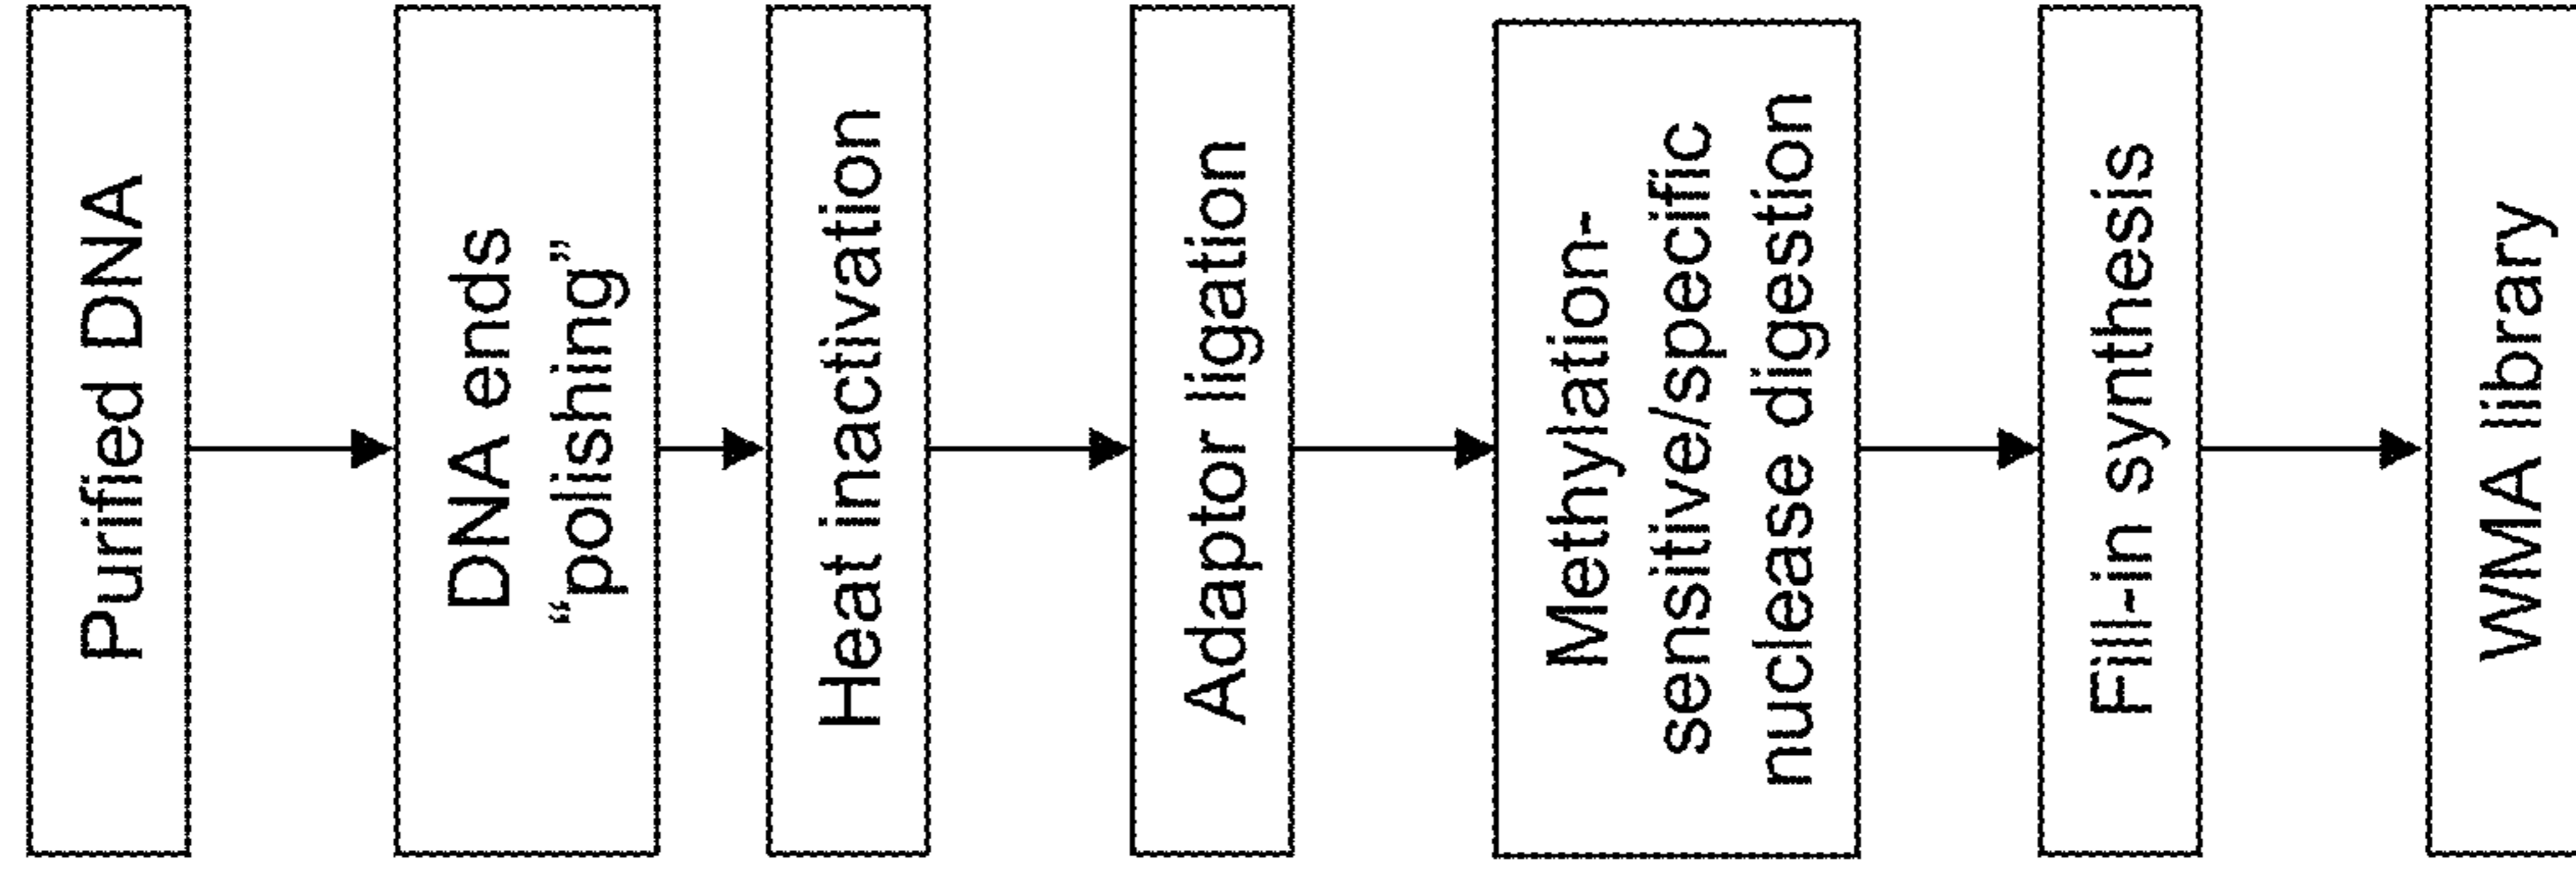 Purified DNA
DNA ends
“polishing”
Heat inactivation
Adaptor ligation
Methylation-
sensitive/specific
nuclease digestion
Fill-in synthesis
WMA library